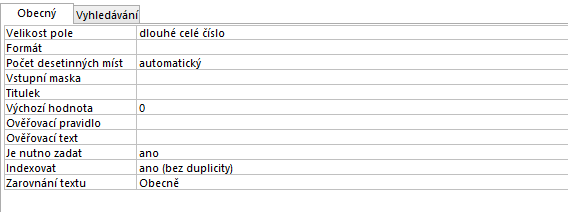 Obecný Vyhledávání
Velikost pole dlouhé celé číslo
Formát
Počet desetinných míst automatický
Vstupní maska
Titulek
Výchozí hodnota 0
Ověřovací pravidlo
Ověřovací text
Je nutno zadat ano
Indexovat ano (bez duplicity)
Zarovnání textu Obecně